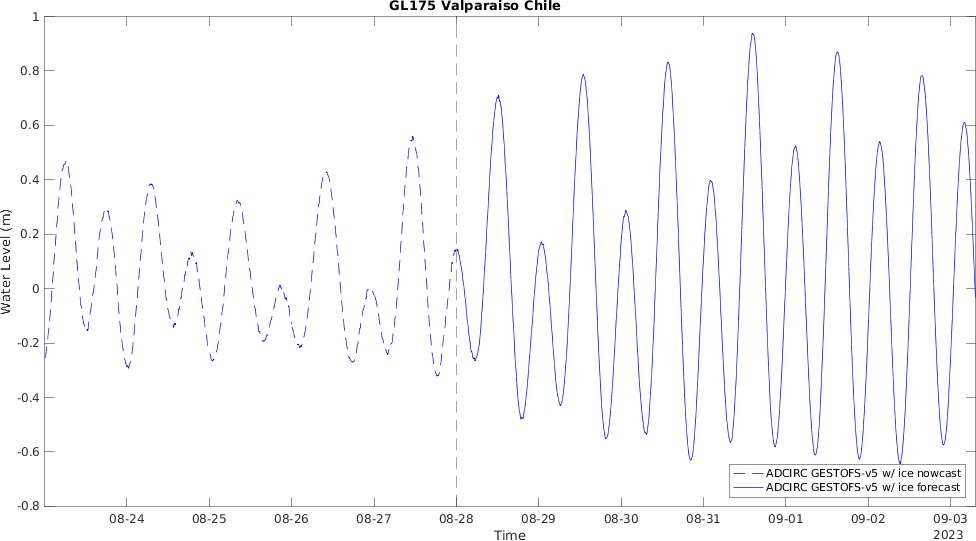 GL175 Valparaiso Chile
1
0.8
0.6
0.4
0.2
0
-0.2
-0.4
-0.6
-0.8
Water Level (m)
ADCIRC GESTOFS-v5 w/ ice nowcast
ADCIRC GESTOFS-v5 w/ ice forecast
08-24 08-25 08-26 08-27 08-28 08-29 08-30 08-31 09-01 09-02 09-03
Time
2023